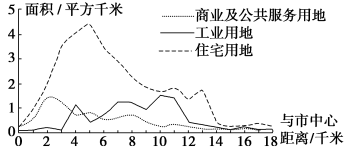 面积/平方千米
商业及公共服务用地
工业用地
住宅用地
5
4
3
2
1
0
0 2 4 6 8 10 12 14 16 18
与市中心
距离/千米